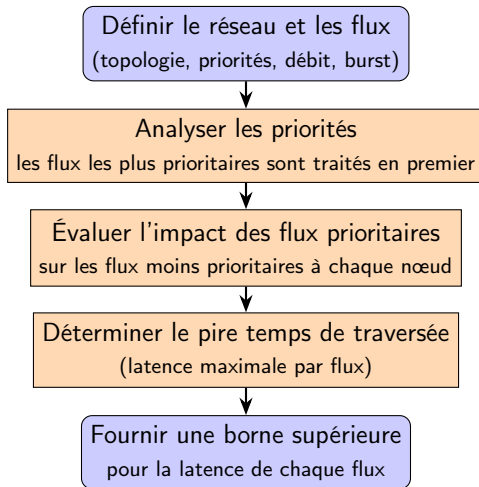 Définir le réseau et les flux
(topologie, priorités, débit, burst)
Analyser les priorités
les flux les plus prioritaires sont traités en premier
Évaluer l'impact des flux prioritaires
sur les flux moins prioritaires à chaque nœud
Déterminer le pire temps de traversée
(latence maximale par flux)
Fournir une borne supérieure
pour la latence de chaque flux